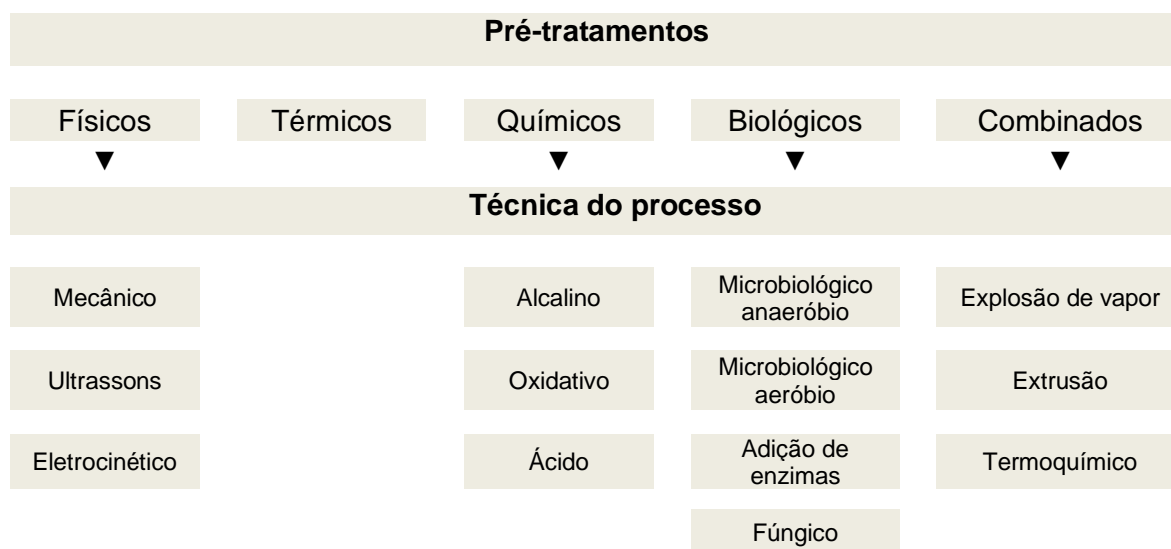 Pré-tratamentos
Físicos
Térmicos
Químicos
Biológicos
Combinados
Técnica do processo
Mecânico
Alcalino
Microbiológico
anaeróbio
Explosão de vapor
Ultrassons
Oxidativo
Microbiológico
aeróbio
Extrusão
Eletrocinético
Ácido
Adição de
enzimas
Termoquímico
Fúngico